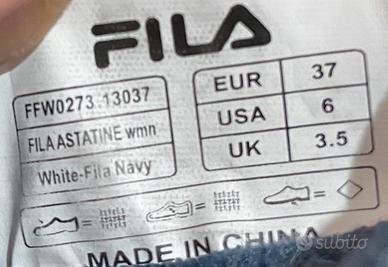 FILA
FFW0273.13037
FILA ASTATINE wmn
White-Fila Navy
EUR 37
USA 6
UK 3.5
= = =
MADE IN CHINA
subito